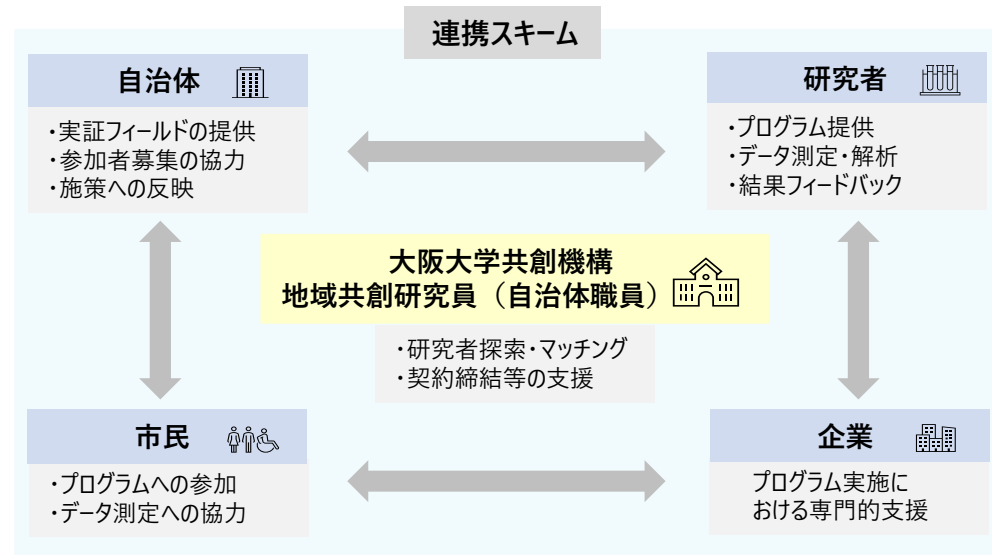 連携スキーム
自治体
・実証フィールドの提供
・参加者募集の協力
・施策への反映
研究者
・プログラム提供
・データ測定・解析
・結果フィードバック
大阪大学共創機構
地域共創研究員（自治体職員）
・研究者探索・マッチング
・契約締結等の支援
市民
・プログラムへの参加
・データ測定への協力
企業
プログラム実施に
おける専門的支援